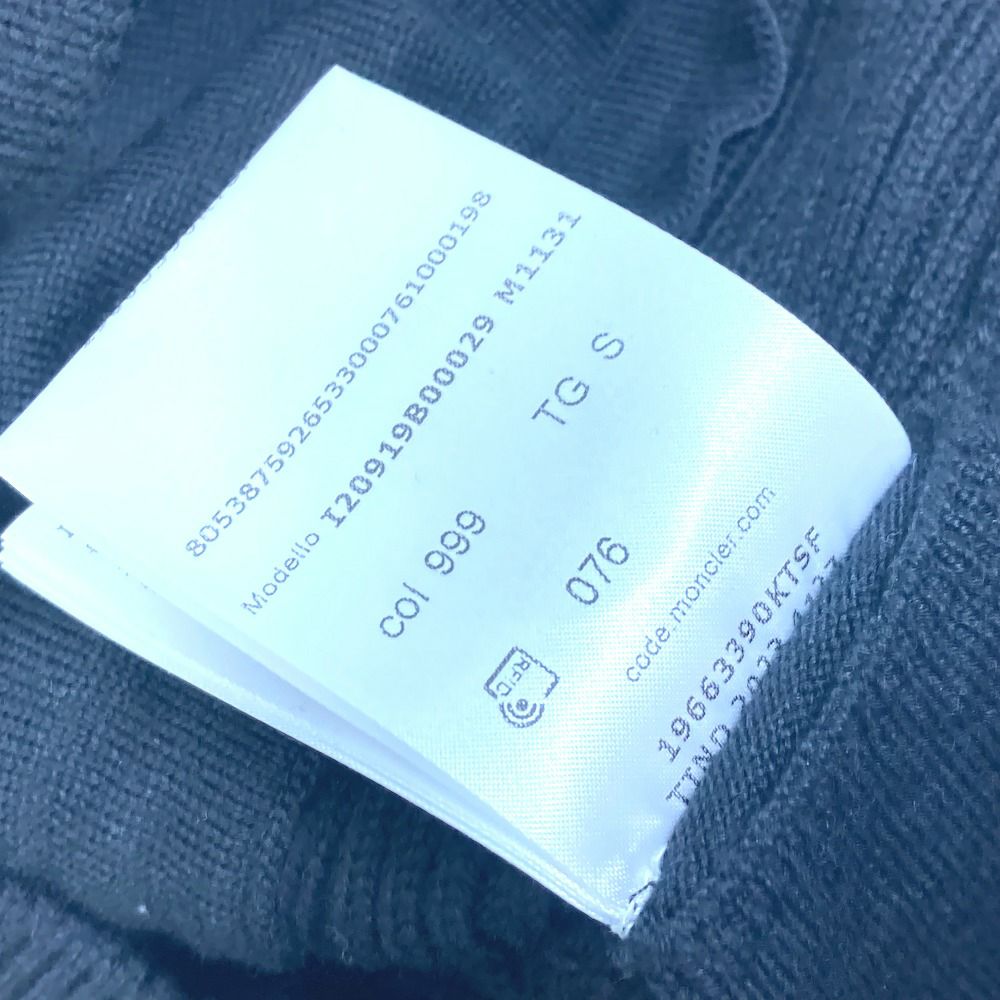 8053875926533000761000198
Modello I20919B00029 M1131
col 999 TG S
076
RFID
code.moncler.com
19663390KTSF